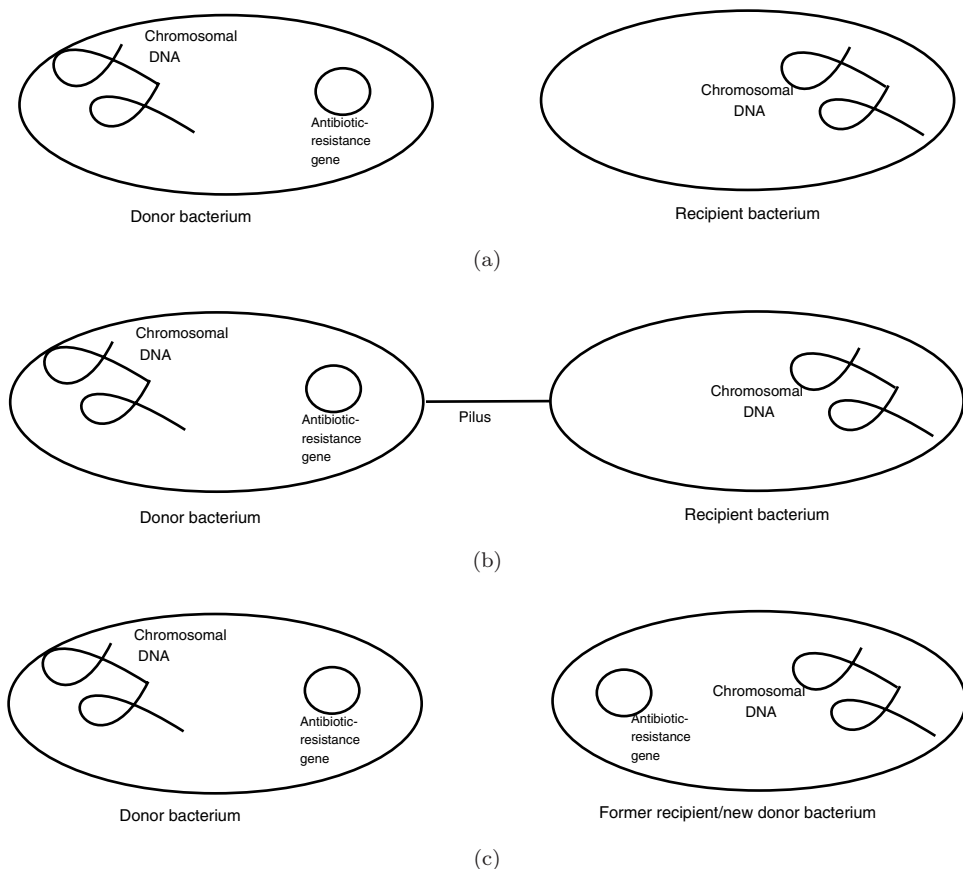 Chromosomal
DNA
Antibiotic-
resistance
gene
Donor bacterium
Chromosomal
DNA
Recipient bacterium
(a)
Chromosomal
DNA
Antibiotic-
resistance
gene
Donor bacterium
Pilus
Chromosomal
DNA
Recipient bacterium
(b)
Chromosomal
DNA
Antibiotic-
resistance
gene
Donor bacterium
Chromosomal
DNA
Antibiotic-
resistance
gene
Former recipient/new donor bacterium
(c)